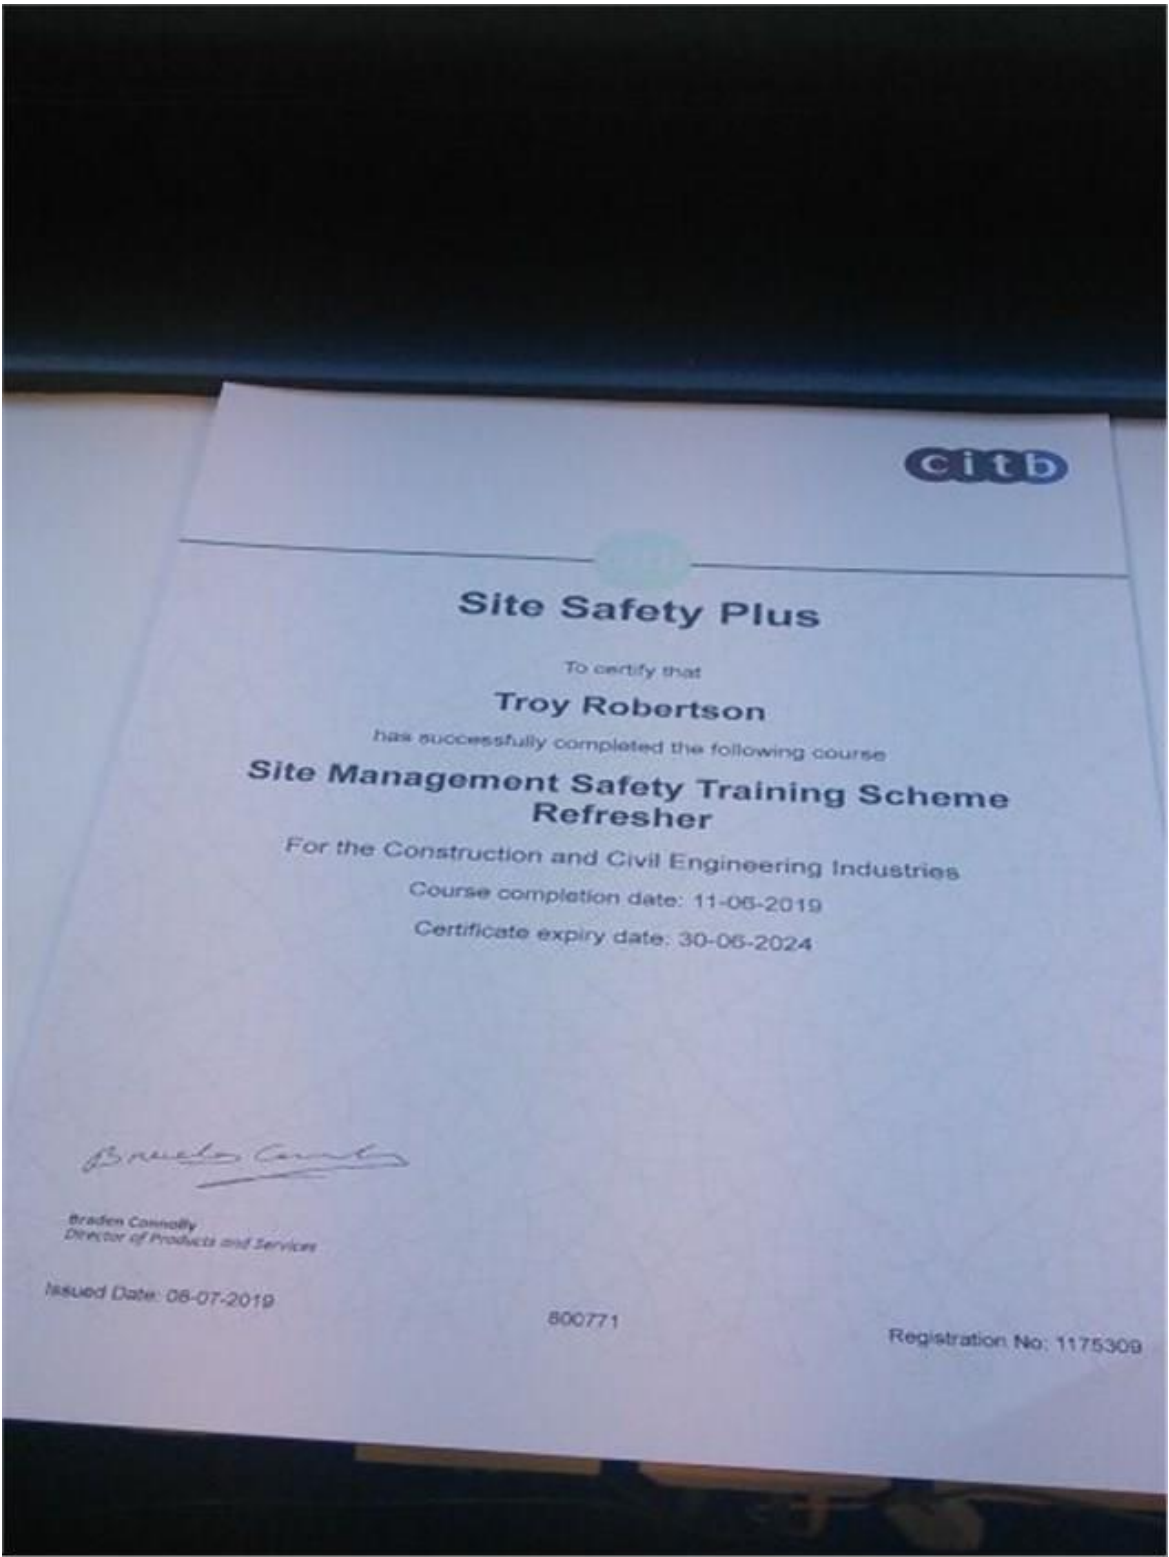 citb
Site Safety Plus
To certify that
Troy Robertson
has successfully completed the following course
Site Management Safety Training Scheme
Refresher
For the Construction and Civil Engineering Industries
Course completion date: 11-06-2019
Certificate expiry date: 30-06-2024
Braden Connolly
Director of Products and Services
Issued Date: 08-07-2019
800771
Registration No: 1175309